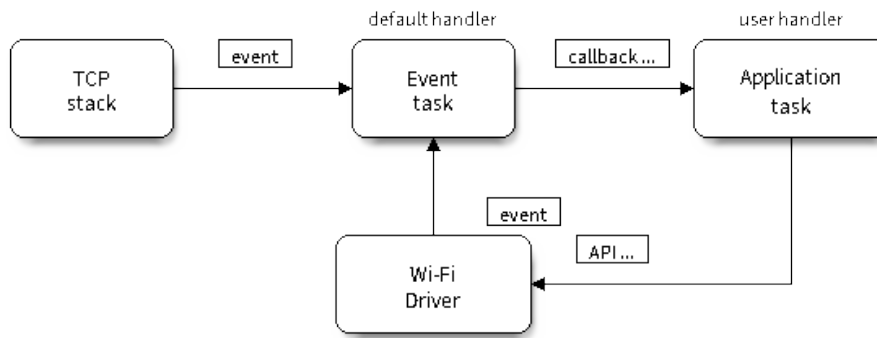 default handler
user handler
event
callback ...
TCP
stack
Event
task
Application
task
event
API ...
Wi-Fi
Driver